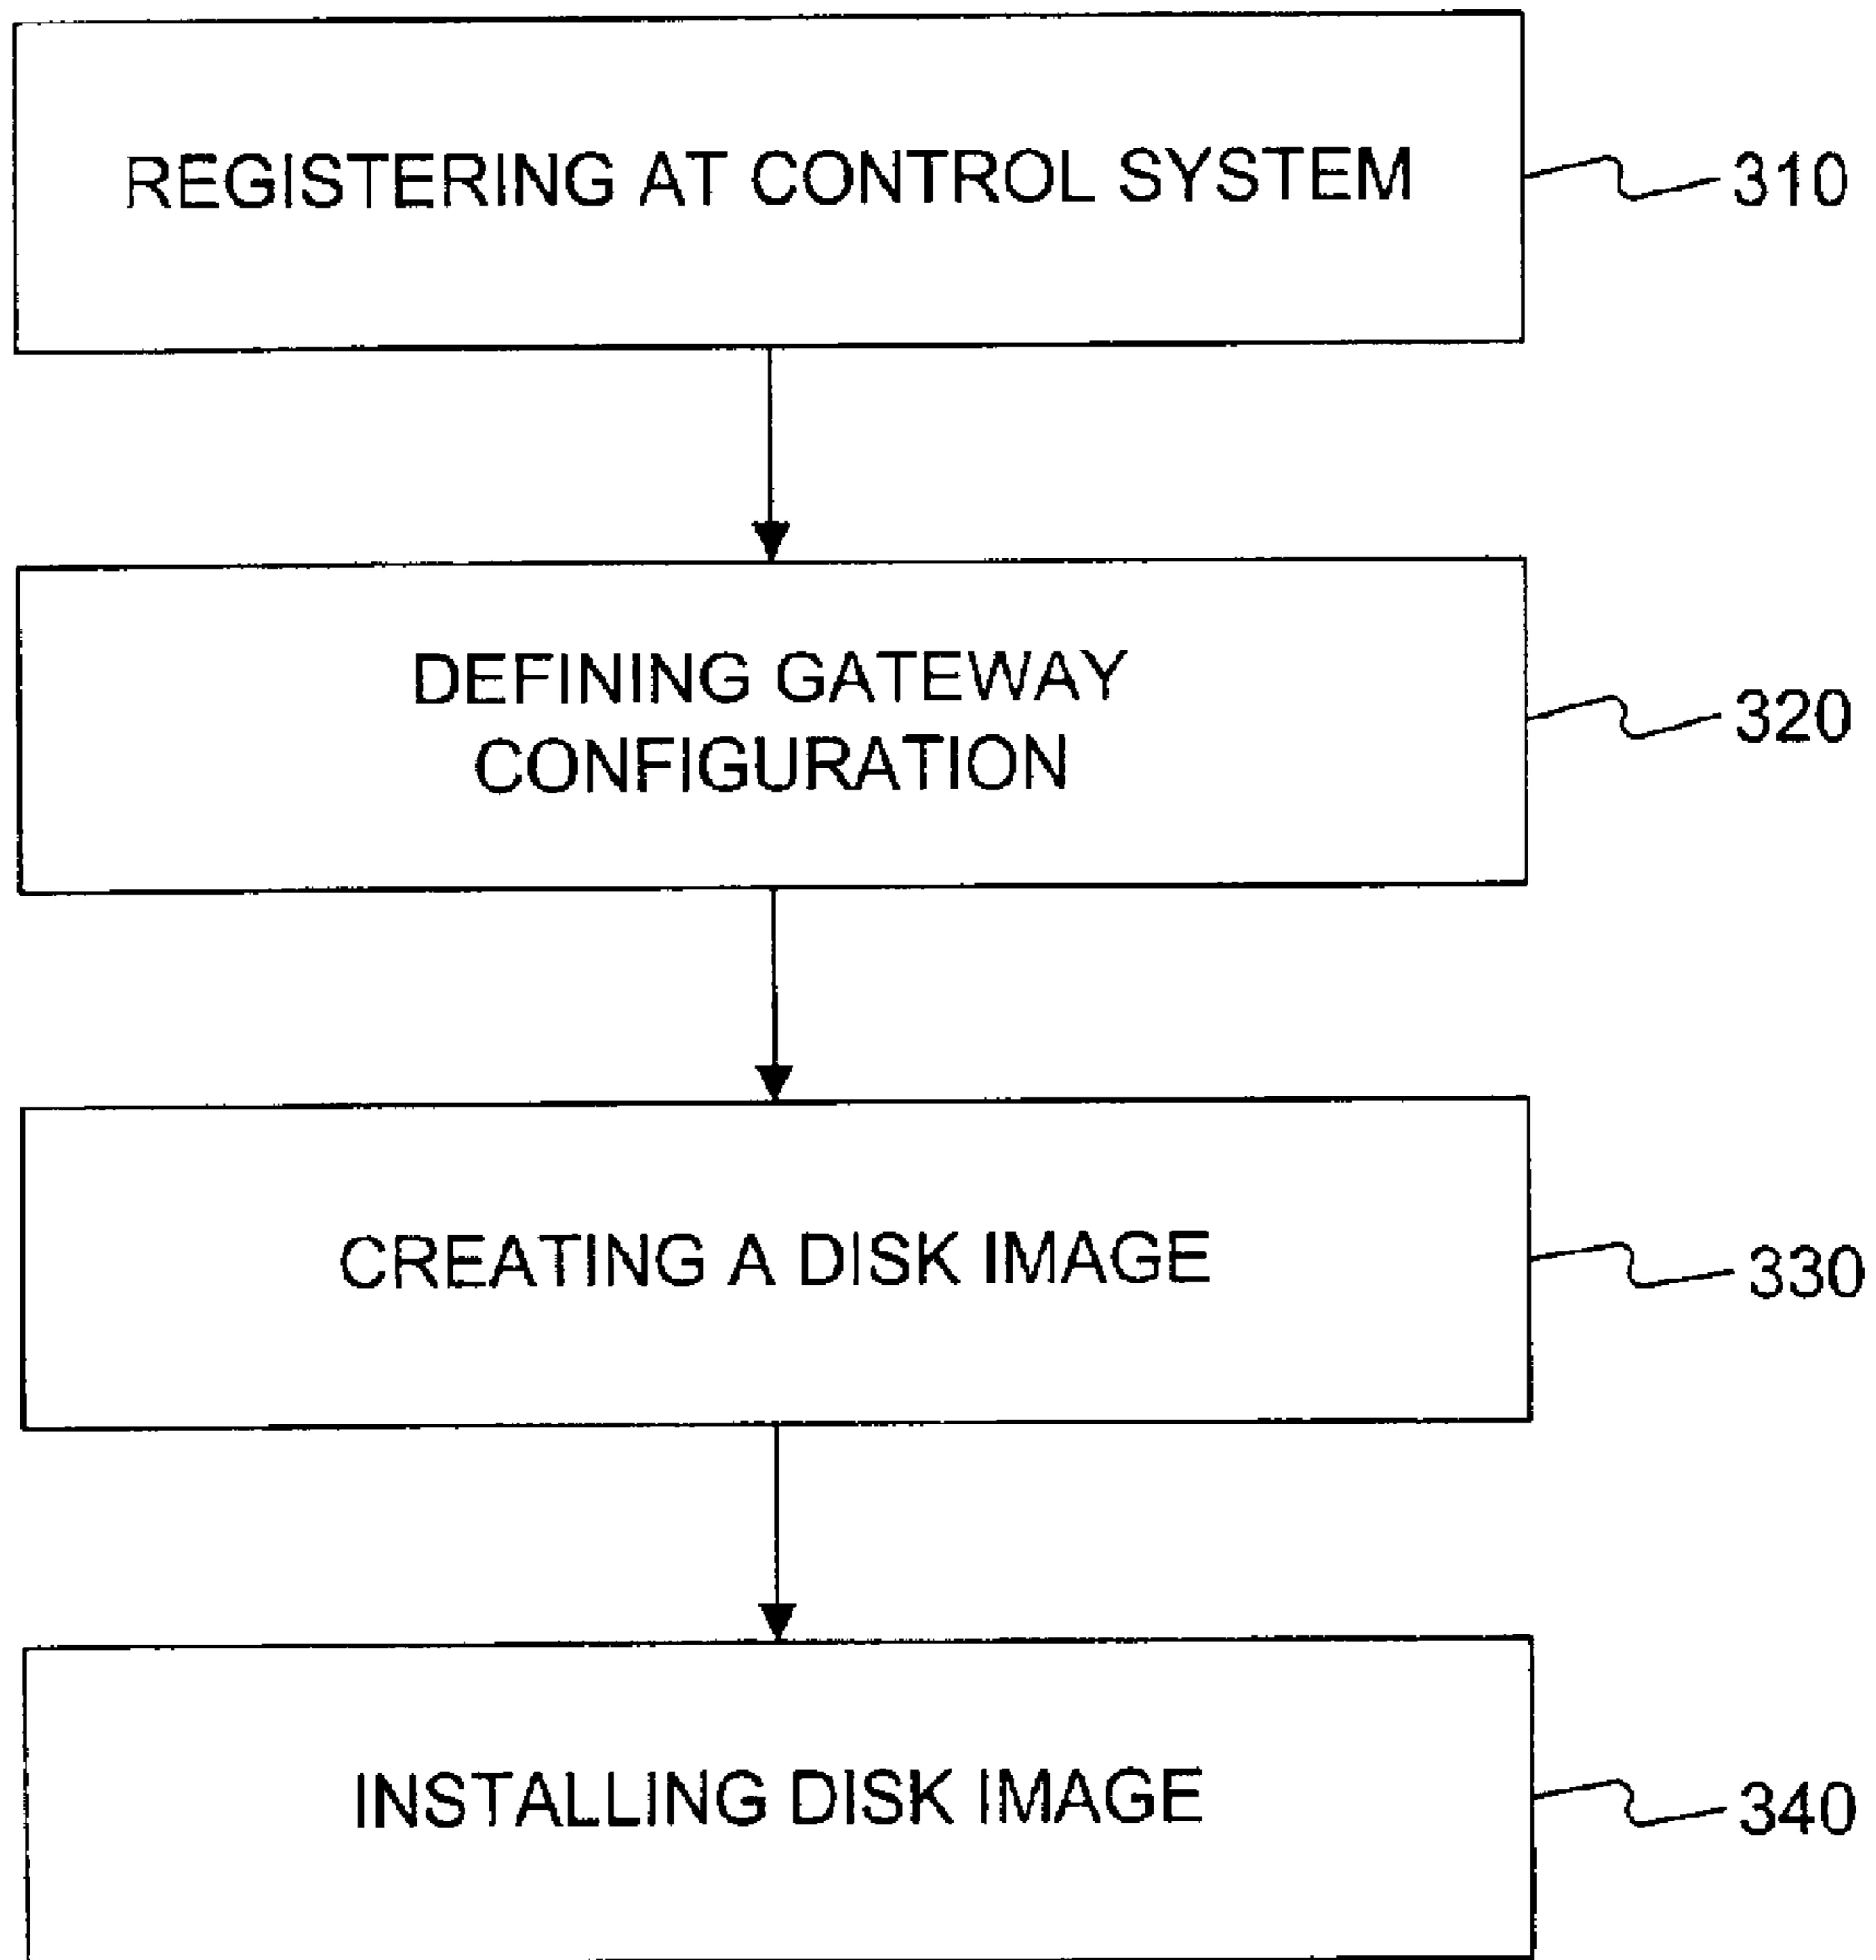 REGISTERING AT CONTROL SYSTEM
310
DEFINING GATEWAY
CONFIGURATION
320
CREATING A DISK IMAGE
330
INSTALLING DISK IMAGE
340